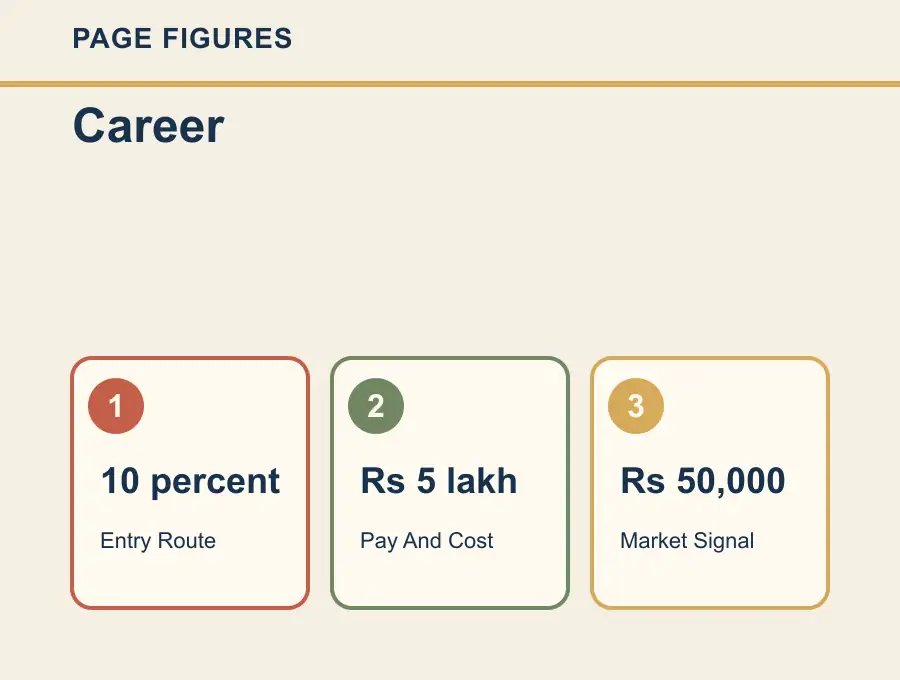 PAGE FIGURES
Career
1
10 percent
Entry Route
2
Rs 5 lakh
Pay And Cost
3
Rs 50,000
Market Signal